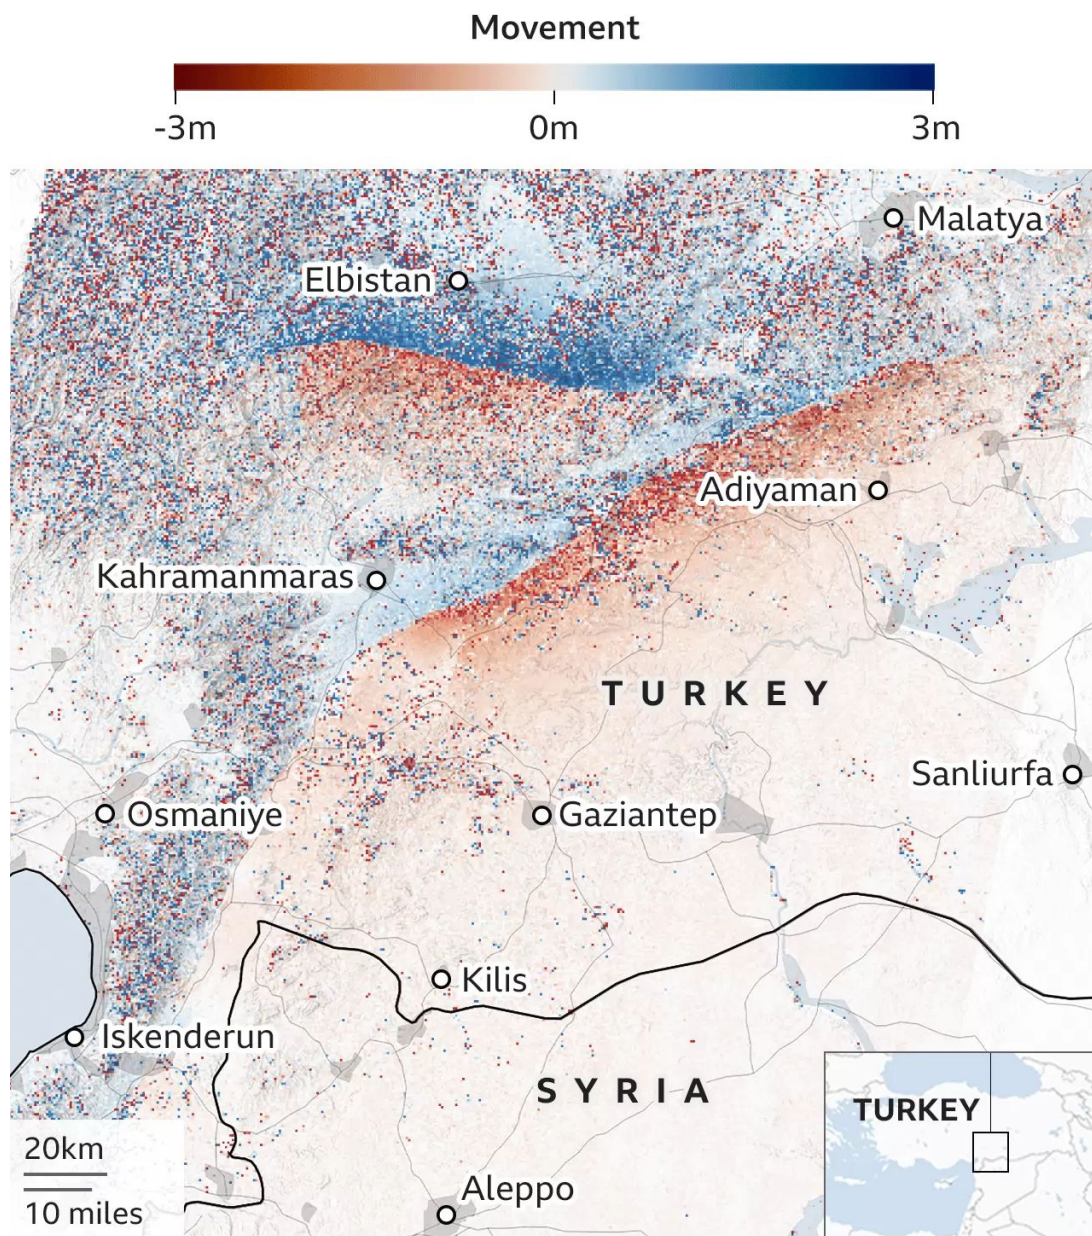 Movement
-3m 0m 3m
Malatya
Elbistan
Adiyaman
Kahramanmaras
TURKEY
Sanliurfa
Osmaniye
Gaziantep
Kilis
Iskenderun
SYRIA
TURKEY
20km
10 miles
Aleppo